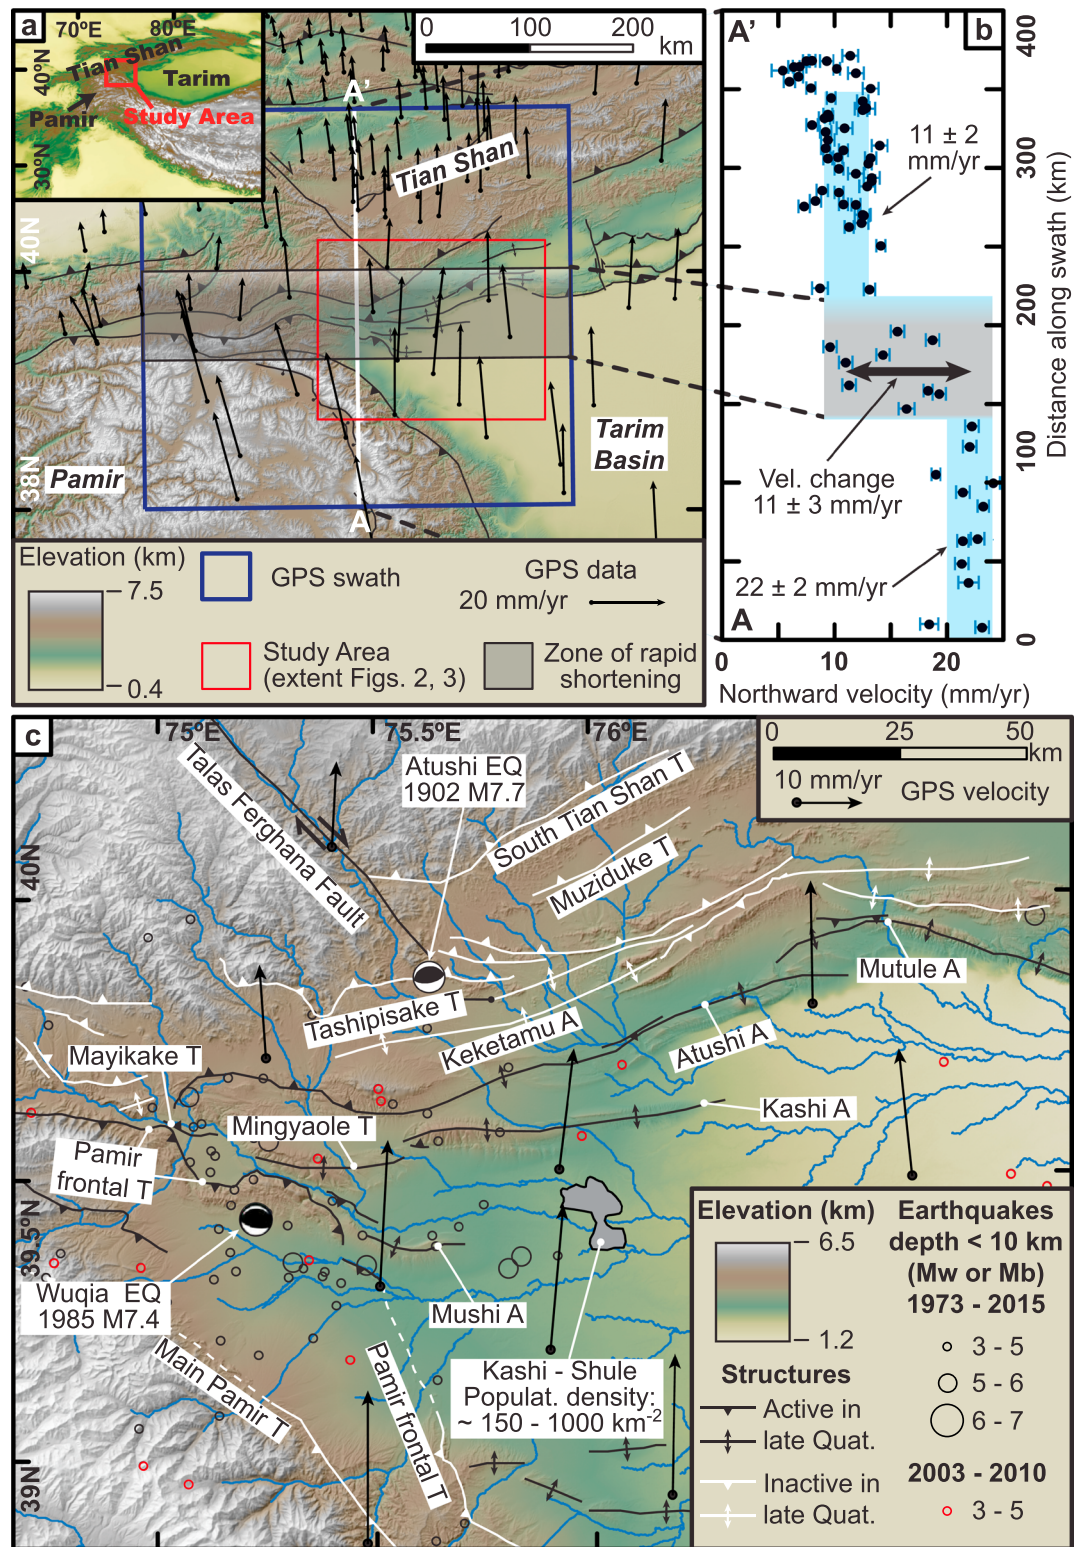 a
70ºE
80ºE
40ºN
30ºN
Tian Shan
Tarim
Pamir
Study Area
0
100
200
km
A'
Tian Shan
40N
38N
Pamir
Tarim
Basin
A
Elevation (km)
7.5
0.4
GPS swath
GPS data
20 mm/yr
Study Area
(extent Figs. 2, 3)
Zone of rapid
shortening
A'
b
11 ± 2
mm/yr
Vel. change
11 ± 3 mm/yr
22 ± 2 mm/yr
A
0
10
20
Northward velocity (mm/yr)
0
100
200
300
400
Distance along swath (km)
c
75ºE
75.5ºE
76ºE
0
25
50
km
10 mm/yr
GPS velocity
40N
39.5N
39N
Talas Ferghana Fault
Atushi EQ
1902 M7.7
South Tian Shan T
Muziduke T
Mutule A
Tashipisake T
Keketamu A
Atushi A
Mayikake T
Kashi A
Mingyaole T
Pamir
frontal T
Wuqia EQ
1985 M7.4
Mushi A
Main Pamir T
Pamir frontal T
Kashi - Shule
Populat. density:
~ 150 - 1000 km-2
Elevation (km)
6.5
1.2
Structures
Active in
late Quat.
Inactive in
late Quat.
Earthquakes
depth < 10 km
(Mw or Mb)
1973 - 2015
3 - 5
5 - 6
6 - 7
2003 - 2010
3 - 5